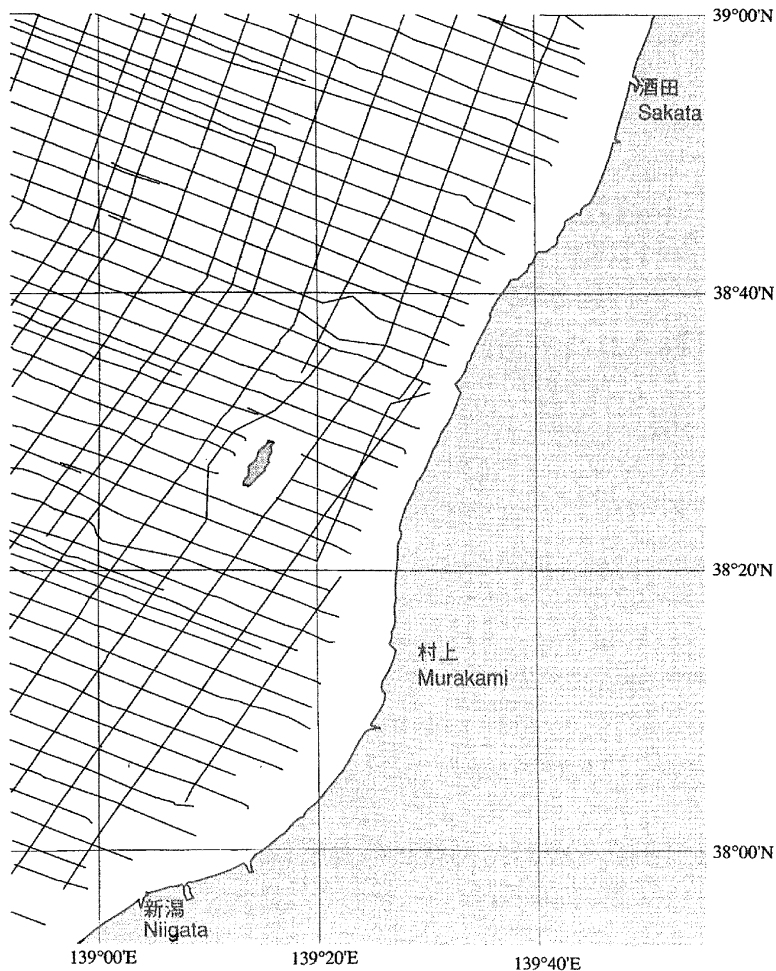 39°00'N
酒田
Sakata
38°40'N
38°20'N
村上
Murakami
38°00'N
新潟
Niigata
139°00'E
139°20'E
139°40'E